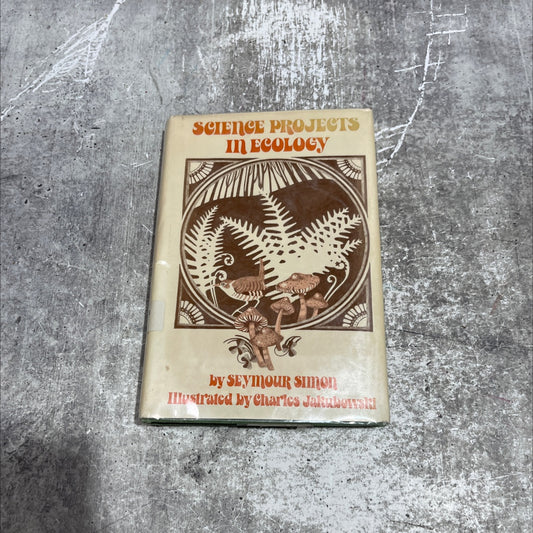 SCIENCE PROJECTS
IN ECOLOGY
by SEYMOUR SIMON
Illustrated by Charles Jakubowski